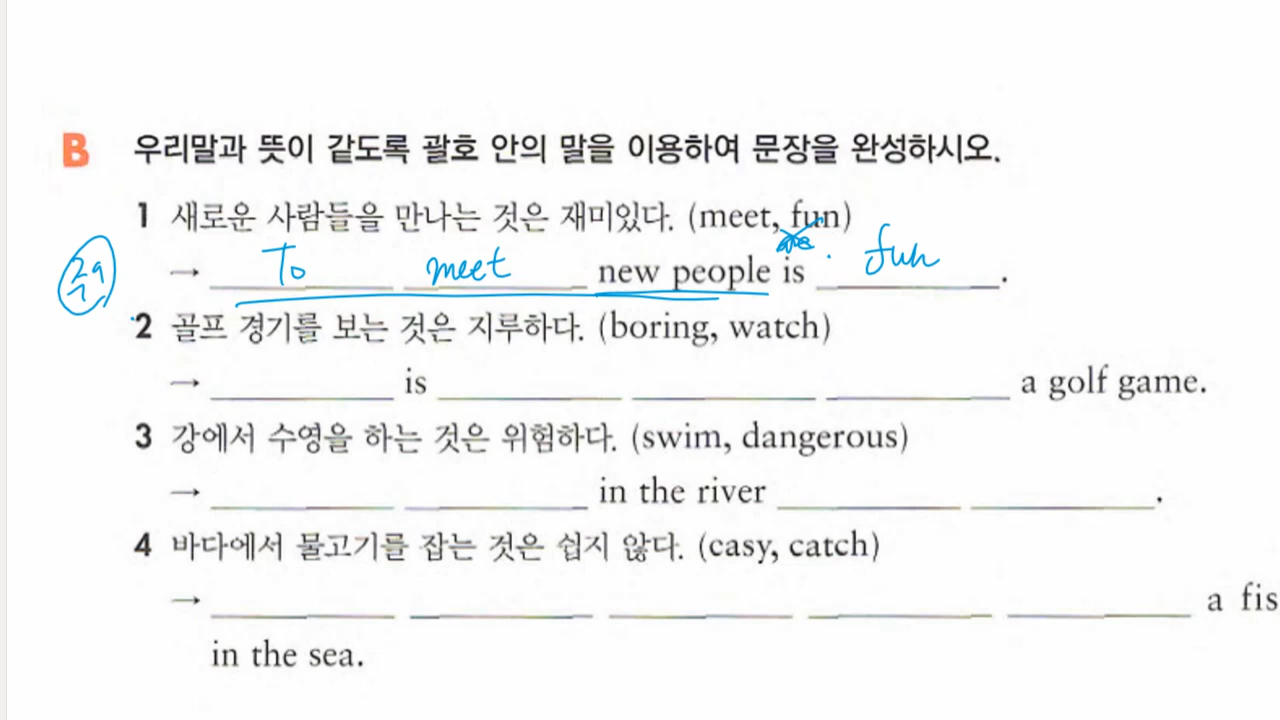 B 우리말과 뜻이 같도록 괄호 안의 말을 이용하여 문장을 완성하시오.
1 새로운 사람들을 만나는 것은 재미있다. (meet, fun)
→ To meet new people is fun.
2 골프 경기를 보는 것은 지루하다. (boring, watch)
→ is a golf game.
3 강에서 수영을 하는 것은 위험하다. (swim, dangerous)
→ in the river .
4 바다에서 물고기를 잡는 것은 쉽지 않다. (easy, catch)
→ a fis
in the sea.